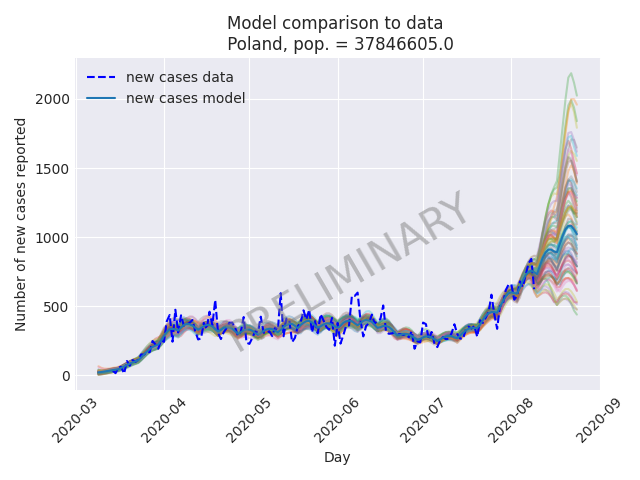 Model comparison to data
Poland, pop. = 37846605.0
new cases data
new cases model
Number of new cases reported
2000
1500
1000
500
0
PRELIMINARY
2020-03
2020-04
2020-05
2020-06
2020-07
2020-08
2020-09
Day